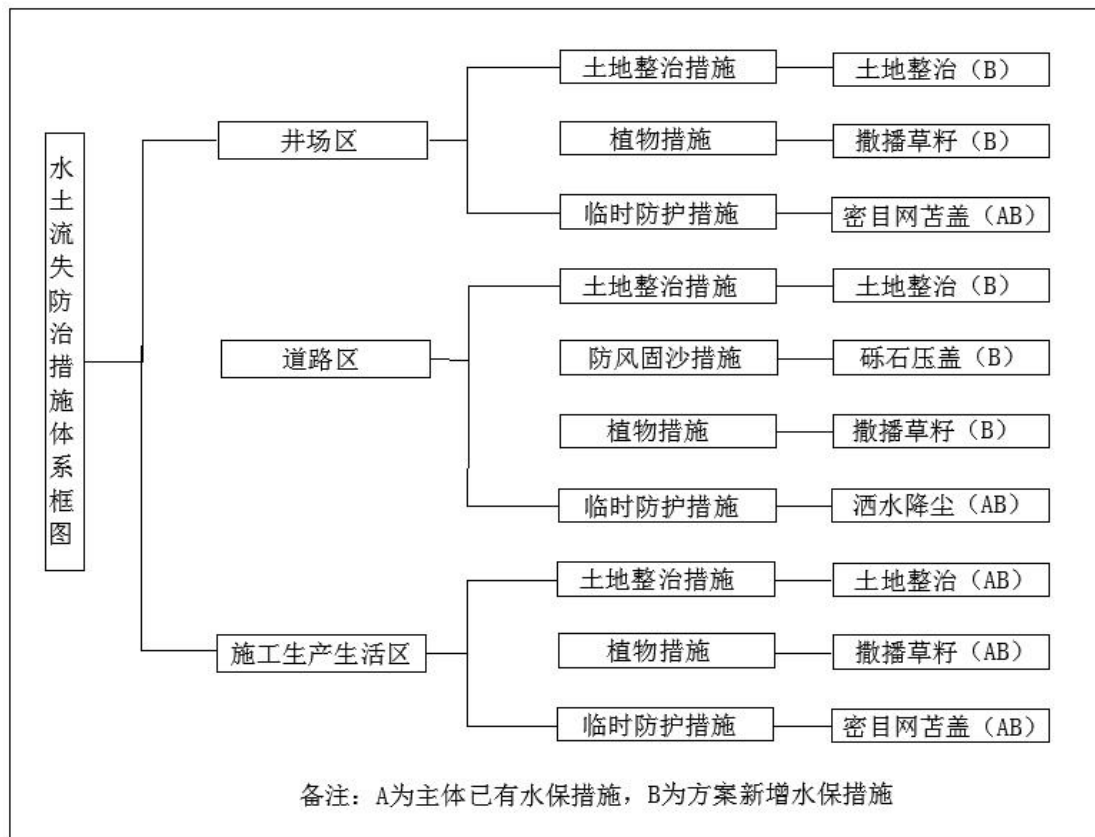 水土流失防治措施体系框图
井场区
土地整治措施
土地整治（B）
植物措施
撒播草籽（B）
临时防护措施
密目网苫盖（AB）
道路区
土地整治措施
土地整治（B）
防风固沙措施
砾石压盖（B）
植物措施
撒播草籽（B）
临时防护措施
洒水降尘（AB）
施工生产生活区
土地整治措施
土地整治（AB）
植物措施
撒播草籽（AB）
临时防护措施
密目网苫盖（AB）
备注：A为主体已有水保措施，B为方案新增水保措施